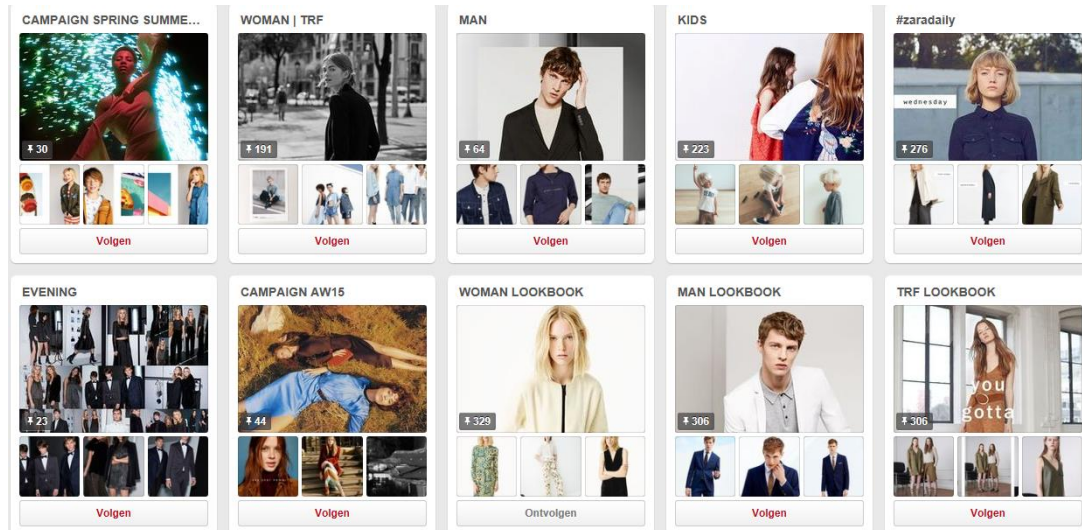 CAMPAIGN SPRING SUMME...
WOMAN | TRF
MAN
KIDS
#zaradaily
wednesday
30
191
64
223
276
Volgen
Volgen
Volgen
Volgen
Volgen
EVENING
CAMPAIGN AW15
WOMAN LOOKBOOK
MAN LOOKBOOK
TRF LOOKBOOK
you
gotta
23
44
329
306
306
Volgen
Volgen
Ontvolgen
Volgen
Volgen